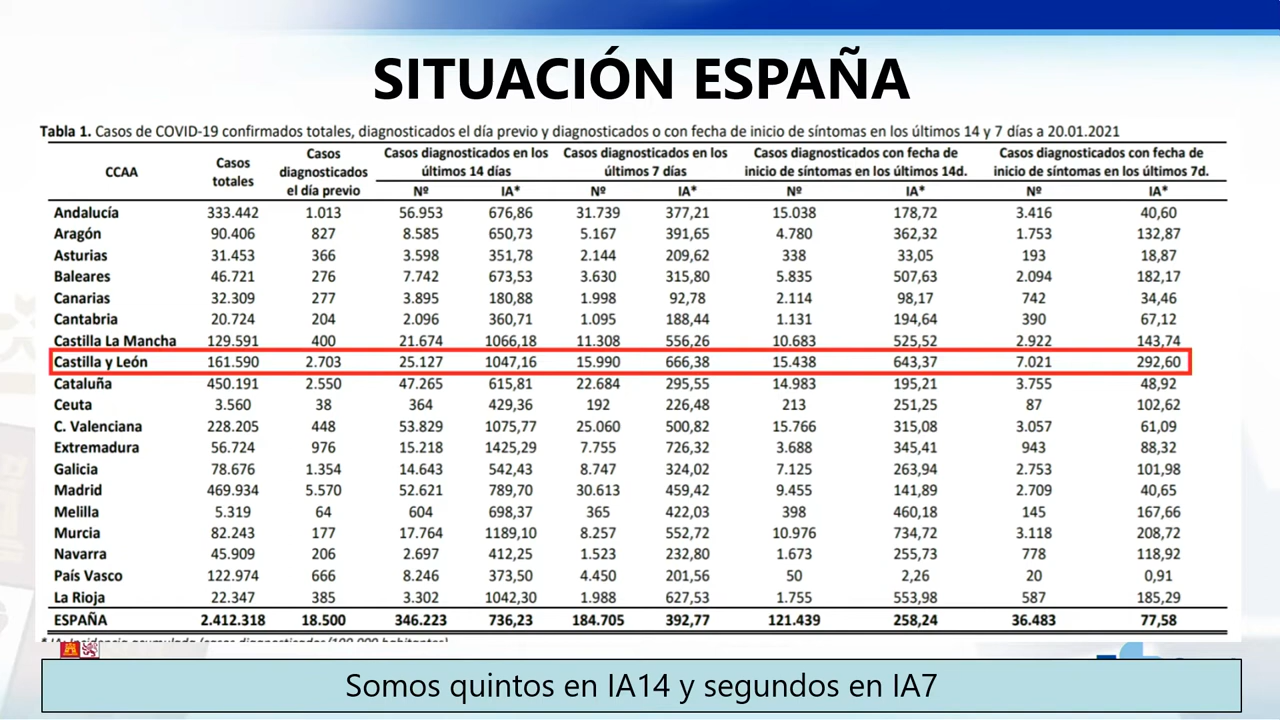 SITUACIÓN ESPAÑA
Tabla 1. Casos de COVID-19 confirmados totales, diagnosticados el día previo y diagnosticados o con fecha de inicio de síntomas en los últimos 14 y 7 días a 20.01.2021
CCAA Casos totales Casos diagnosticados el día previo Casos diagnosticados en los últimos 14 días Casos diagnosticados en los últimos 7 días Casos diagnosticados con fecha de inicio de síntomas en los últimos 14d. Casos diagnosticados con fecha de inicio de síntomas en los últimos 7d.
Nº IA* Nº IA* Nº IA* Nº IA*
Andalucía 333.442 1.013 56.953 676,86 31.739 377,21 15.038 178,72 3.416 40,60
Aragón 90.406 827 8.585 650,73 5.167 391,65 4.780 362,32 1.753 132,87
Asturias 31.453 366 3.598 351,78 2.144 209,62 338 33,05 193 18,87
Baleares 46.721 276 7.742 673,53 3.630 315,80 5.835 507,63 2.094 182,17
Canarias 32.309 277 3.895 180,88 1.998 92,78 2.114 98,17 742 34,46
Cantabria 20.724 204 2.096 360,71 1.095 188,44 1.131 194,64 390 67,12
Castilla La Mancha 129.591 400 21.674 1066,18 11.308 556,26 10.683 525,52 2.922 143,74
Castilla y León 161.590 2.703 25.127 1047,16 15.990 666,38 15.438 643,37 7.021 292,60
Cataluña 450.191 2.550 47.265 615,81 22.684 295,55 14.983 195,21 3.755 48,92
Ceuta 3.560 38 364 429,36 192 226,48 213 251,25 87 102,62
C. Valenciana 228.205 448 53.829 1075,77 25.060 500,82 15.766 315,08 3.057 61,09
Extremadura 56.724 976 15.218 1425,29 7.755 726,32 3.688 345,41 943 88,32
Galicia 78.676 1.354 14.643 542,43 8.747 324,02 7.125 263,94 2.753 101,98
Madrid 469.934 5.570 52.621 789,70 30.613 459,42 9.455 141,89 2.709 40,65
Melilla 5.319 64 604 698,37 365 422,03 398 460,18 145 167,66
Murcia 82.243 177 17.764 1189,10 8.257 552,72 10.976 734,72 3.118 208,72
Navarra 45.909 206 2.697 412,25 1.523 232,80 1.673 255,73 778 118,92
País Vasco 122.974 666 8.246 373,50 4.450 201,56 50 2,26 20 0,91
La Rioja 22.347 385 3.302 1042,30 1.988 627,53 1.755 553,98 587 185,29
ESPAÑA 2.412.318 18.500 346.223 736,23 184.705 392,77 121.439 258,24 36.483 77,58
Somos quintos en IA14 y segundos en IA7